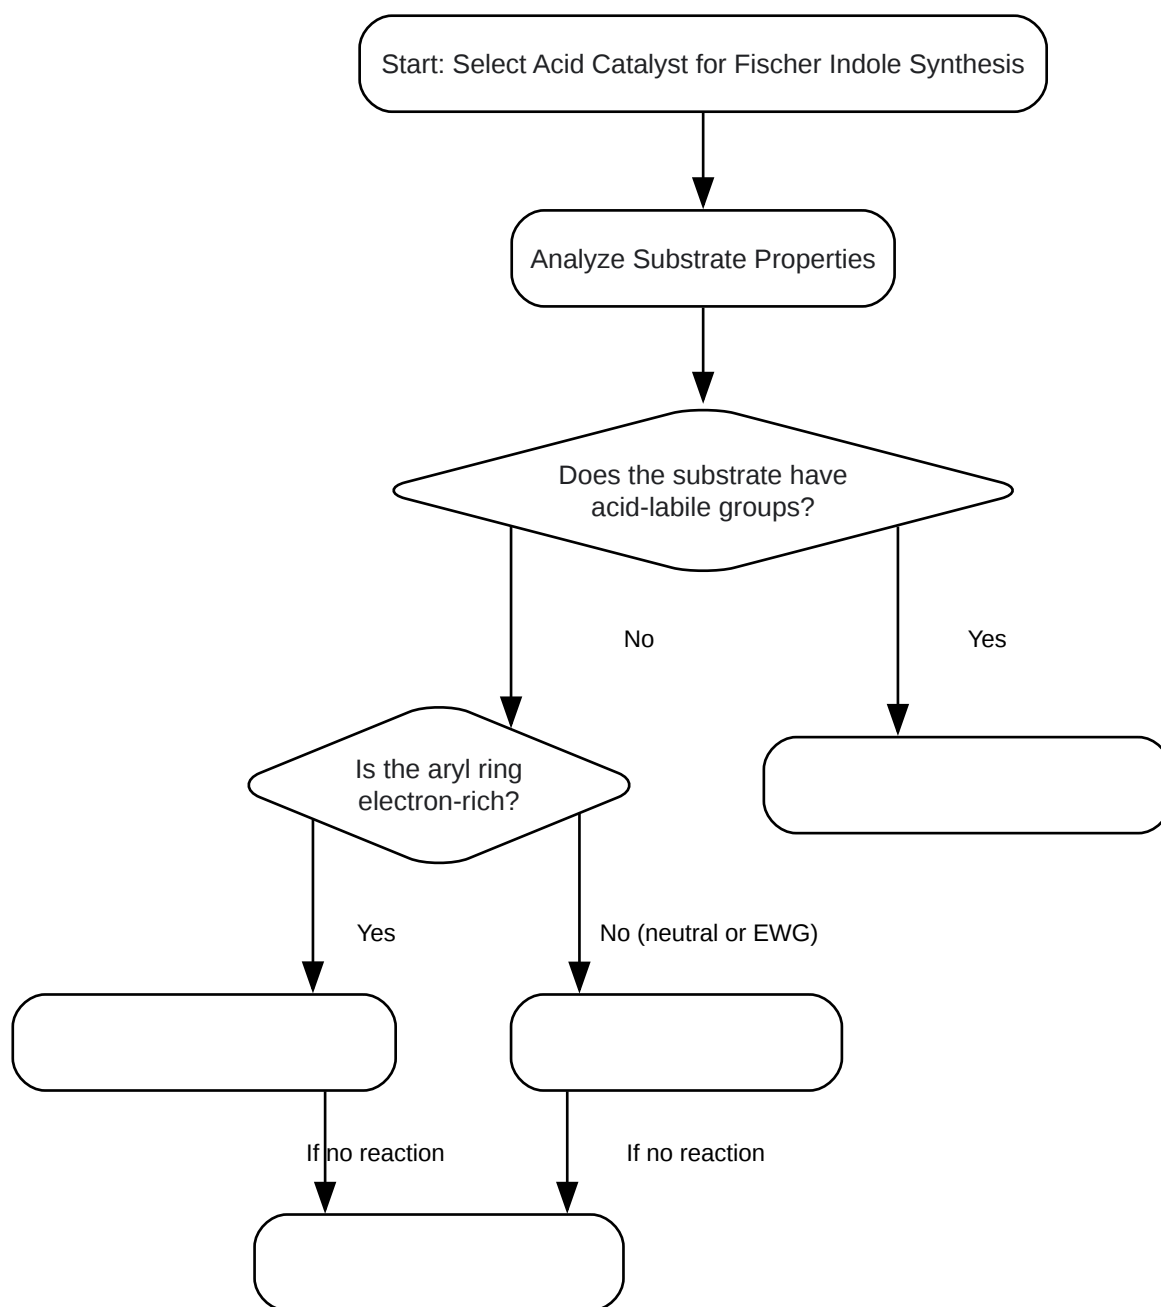 Start: Select Acid Catalyst for Fischer Indole Synthesis
Analyze Substrate Properties
Does the substrate have
acid-labile groups?
No
Yes
Is the aryl ring
electron-rich?
Yes
No (neutral or EWG)
If no reaction
If no reaction